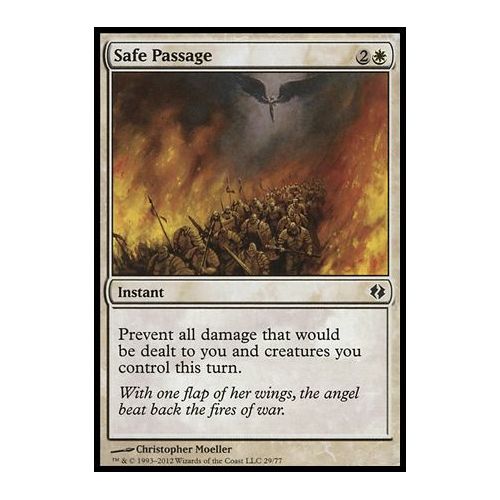 Safe Passage 2
Instant
Prevent all damage that would
be dealt to you and creatures you
control this turn.
With one flap of her wings, the angel
beat back the fires of war.
Christopher Moeller
™ & © 1993–2012 Wizards of the Coast LLC 29/77